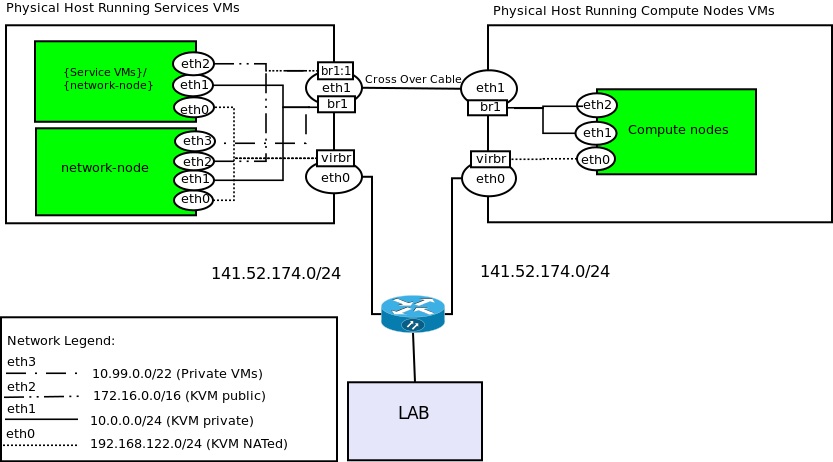 Physical Host Running Services VMs
Physical Host Running Compute Nodes VMs
{Service VMs}/
{network-node}
eth2
eth1
eth0
network-node
eth3
eth2
eth1
eth0
br1:1
eth1
br1
virbr
eth0
Cross Over Cable
eth1
br1
virbr
eth0
eth2
eth1
eth0
Compute nodes
141.52.174.0/24
141.52.174.0/24
LAB
Network Legend:
eth3
10.99.0.0/22 (Private VMs)
eth2
172.16.0.0/16 (KVM public)
eth1
10.0.0.0/24 (KVM private)
eth0
192.168.122.0/24 (KVM NATed)